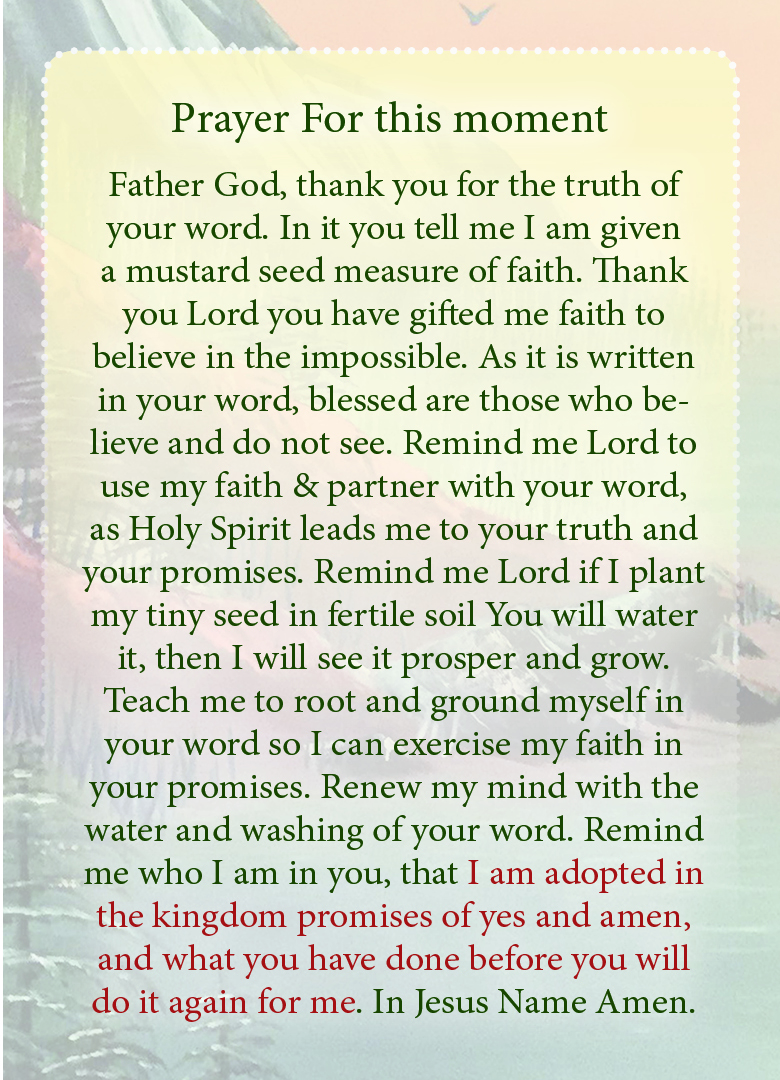 Prayer For this moment
Father God, thank you for the truth of
your word. In it you tell me I am given
a mustard seed measure of faith. Thank
you Lord you have gifted me faith to
believe in the impossible. As it is written
in your word, blessed are those who be-
lieve and do not see. Remind me Lord to
use my faith & partner with your word,
as Holy Spirit leads me to your truth and
your promises. Remind me Lord if I plant
my tiny seed in fertile soil You will water
it, then I will see it prosper and grow.
Teach me to root and ground myself in
your word so I can exercise my faith in
your promises. Renew my mind with the
water and washing of your word. Remind
me who I am in you, that I am adopted in
the kingdom promises of yes and amen,
and what you have done before you will
do it again for me. In Jesus Name Amen.